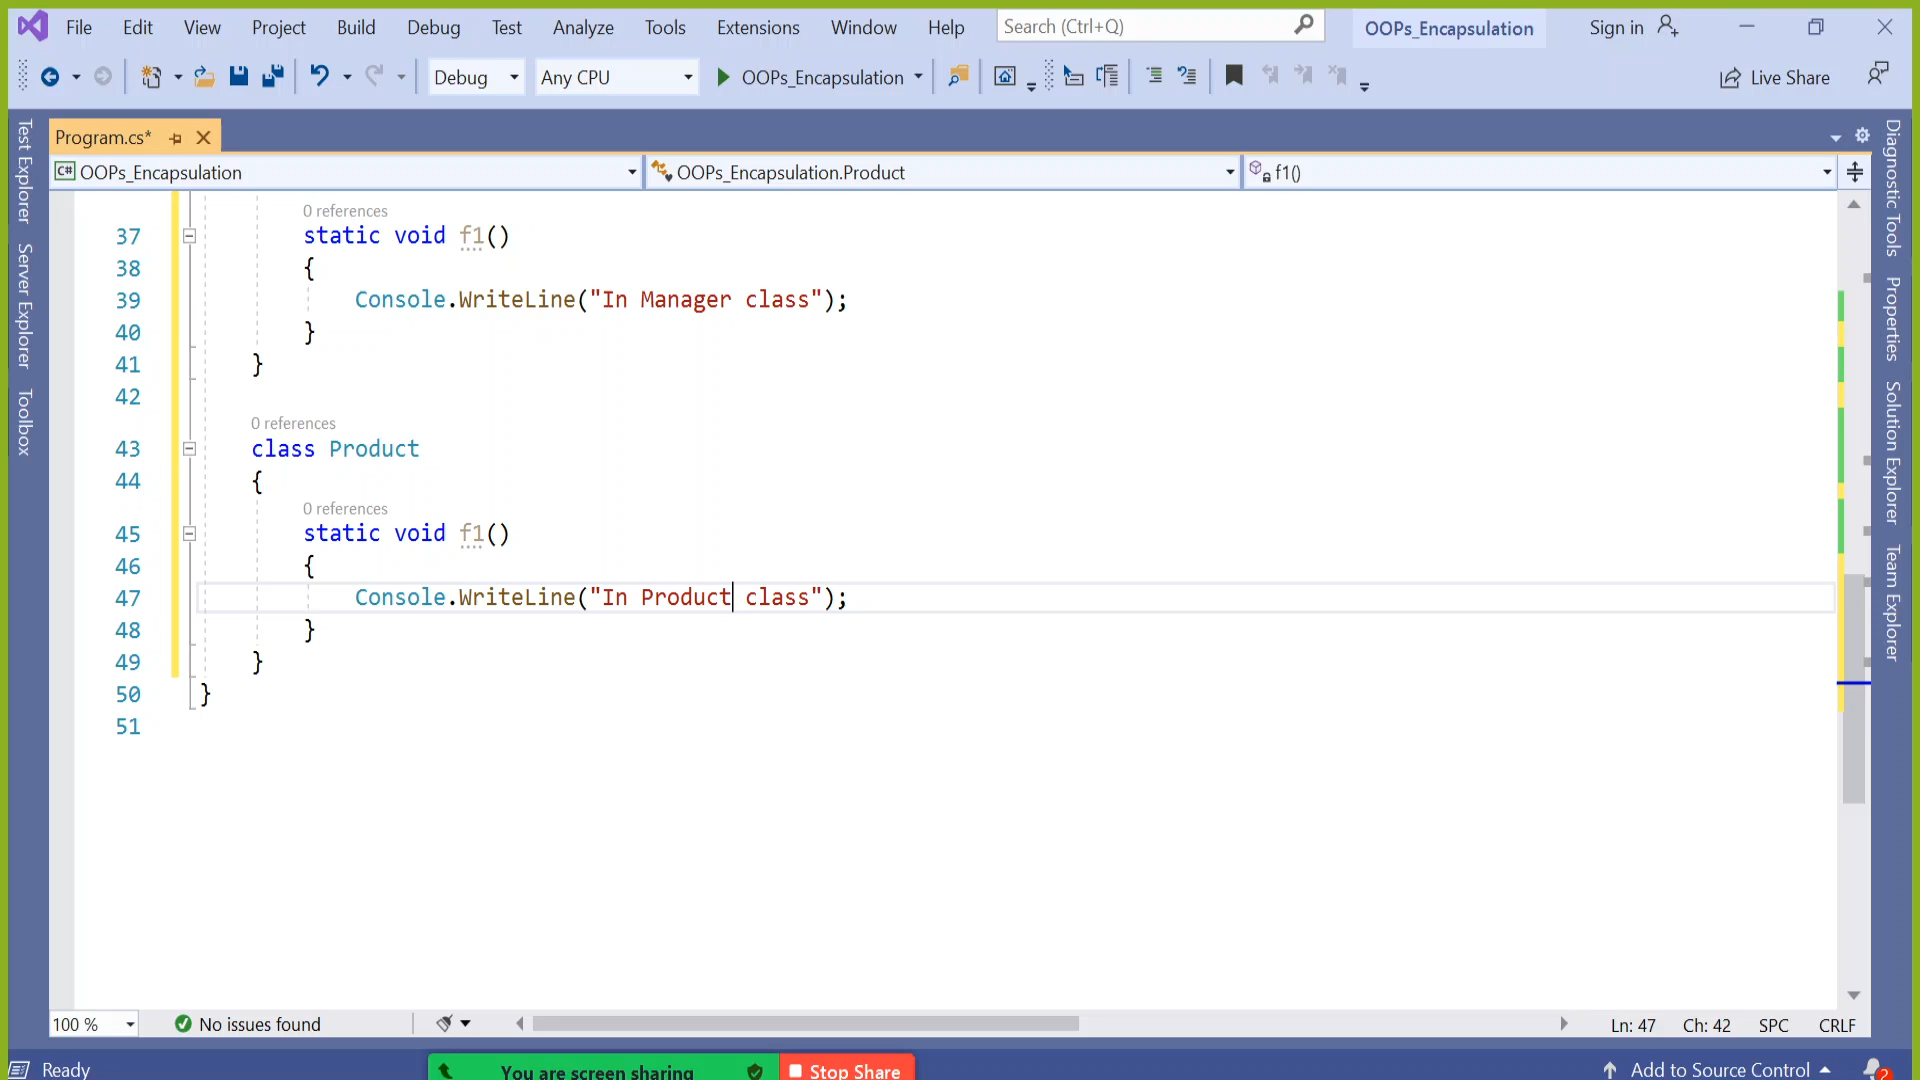 File Edit View Project Build Debug Test Analyze Tools Extensions Window Help Search (Ctrl+Q) OOPs_Encapsulation Sign in
Debug Any CPU OOPs_Encapsulation Live Share
Program.cs*
C# OOPs_Encapsulation OOPs_Encapsulation.Product f1()
Test Explorer
Server Explorer
Toolbox
0 references
37 static void f1()
38 {
39 Console.WriteLine("In Manager class");
40 }
41 }
42
0 references
43 class Product
44 {
0 references
45 static void f1()
46 {
47 Console.WriteLine("In Product class");
48 }
49 }
50 }
51
Diagnostic Tools
Properties
Solution Explorer
Team Explorer
100 % No issues found Ln: 47 Ch: 42 SPC CRLF
Ready You are screen sharing Stop Share Add to Source Control 2